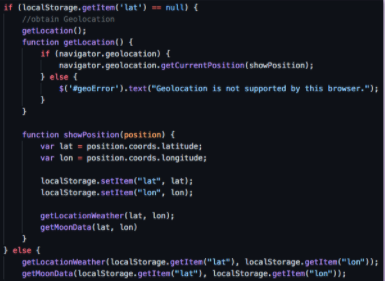 if (localStorage.getItem('lat') == null) {
//obtain Geolocation
getLocation();
function getLocation() {
if (navigator.geolocation) {
navigator.geolocation.getCurrentPosition(showPosition);
} else {
$('#geoError').text("Geolocation is not supported by this browser.");
}
}
function showPosition(position) {
var lat = position.coords.latitude;
var lon = position.coords.longitude;
localStorage.setItem("lat", lat);
localStorage.setItem("lon", lon);
getLocationWeather(lat, lon);
getMoonData(lat, lon)
}
} else {
getLocationWeather(localStorage.getItem("lat"), localStorage.getItem("lon"));
getMoonData(localStorage.getItem("lat"), localStorage.getItem("lon"));